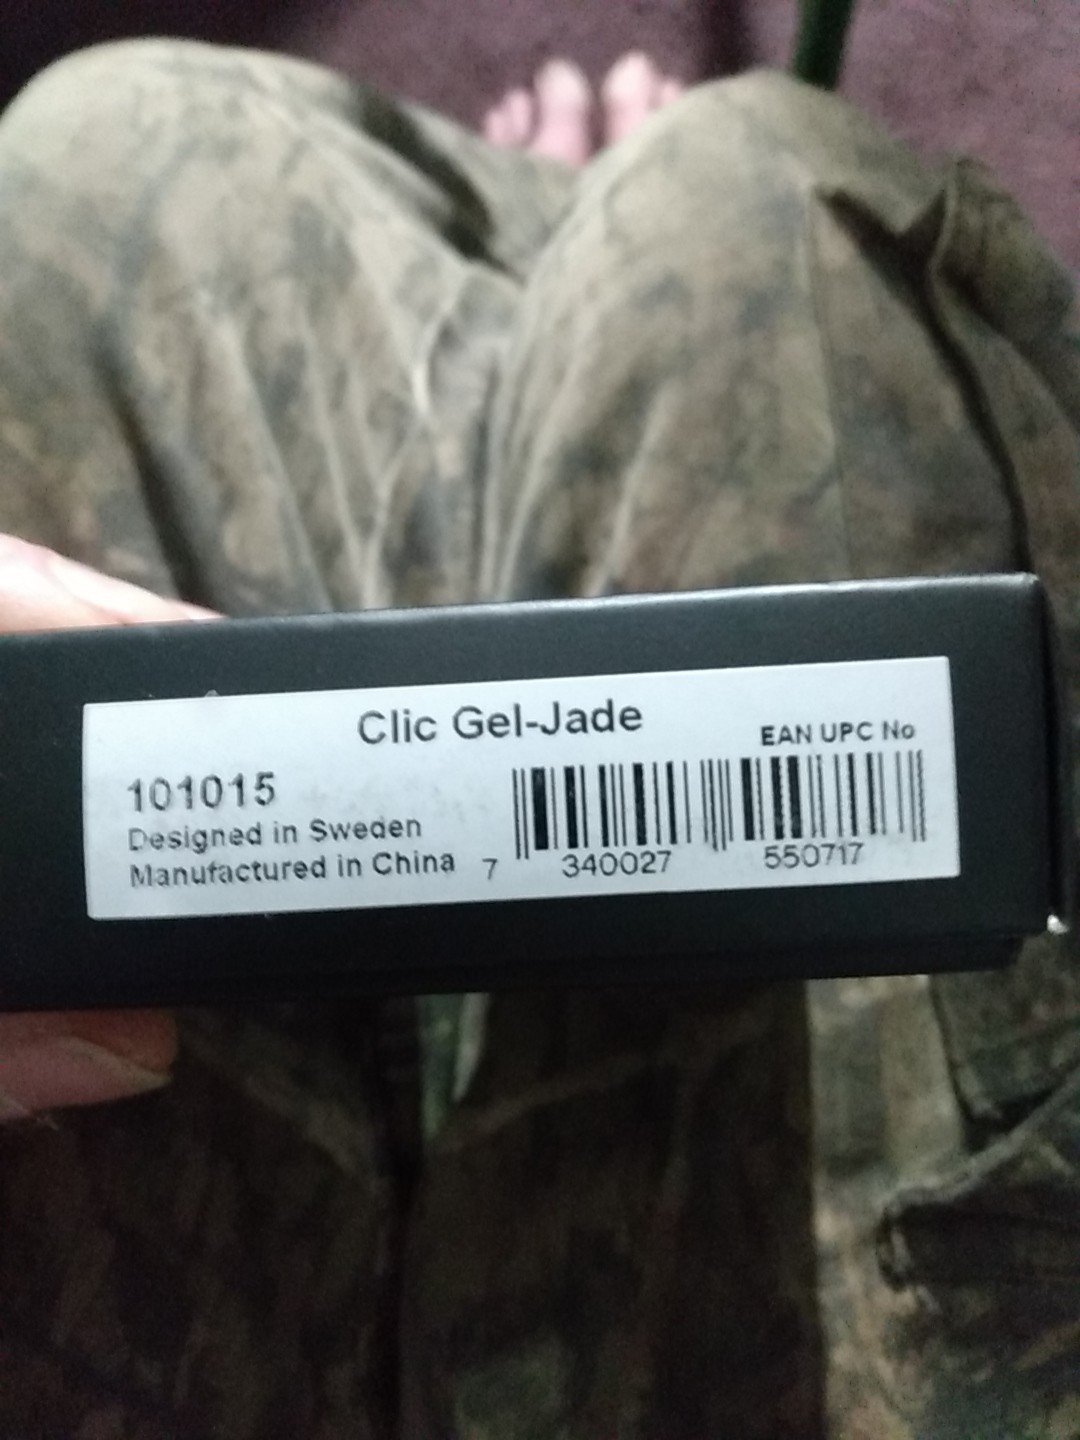 Clic Gel-Jade
EAN UPC No
101015
Designed in Sweden
Manufactured in China
7 340027 550717